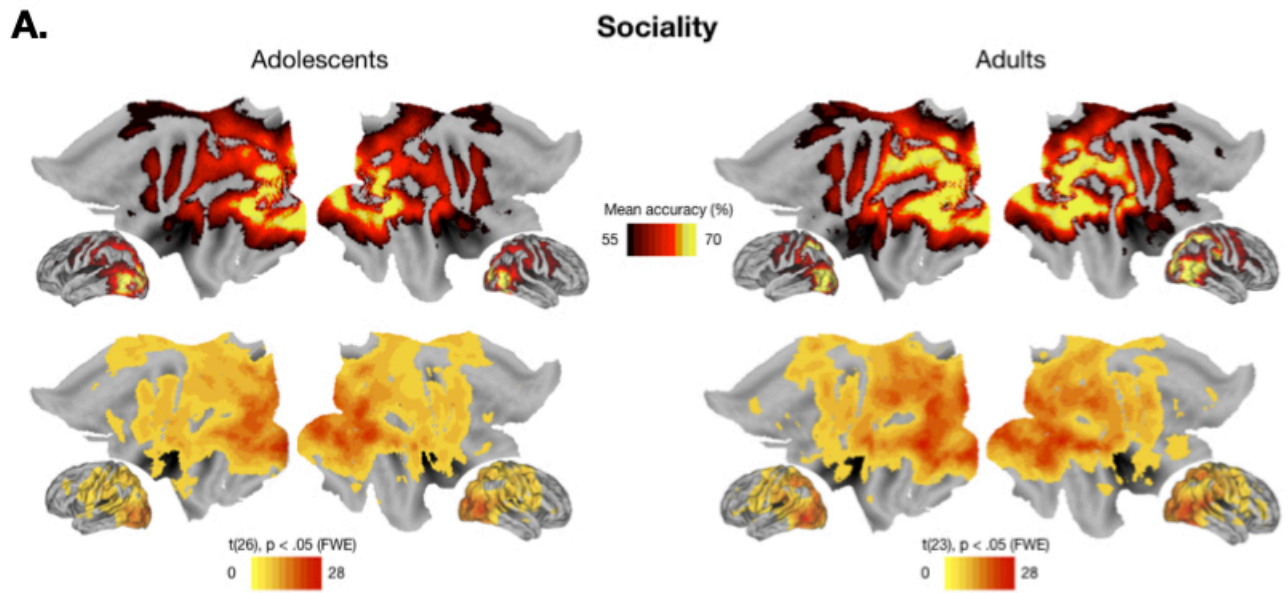 A.
Sociality
Adolescents
Adults
Mean accuracy (%)
55
70
t(26), p < .05 (FWE)
0
28
t(23), p < .05 (FWE)
0
28